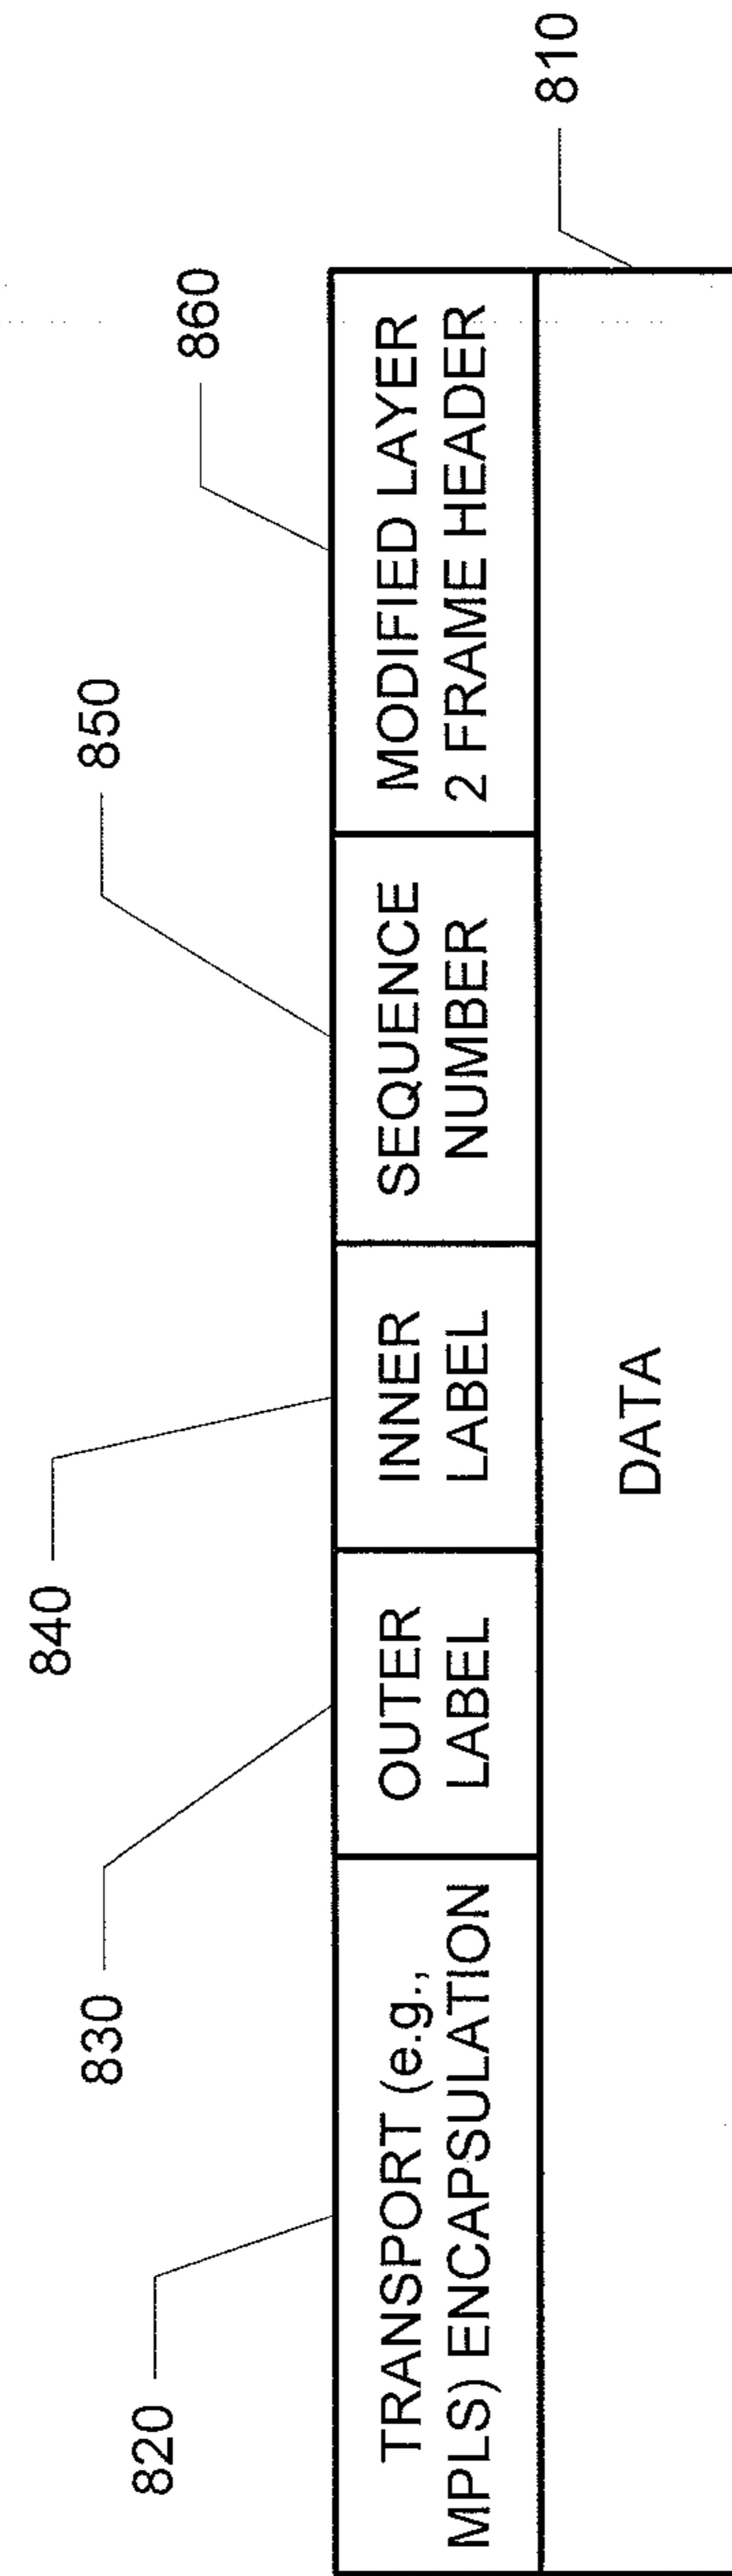 820
830
840
850
860
810
TRANSPORT (e.g.,
MPLS) ENCAPSULATION
OUTER
LABEL
INNER
LABEL
SEQUENCE
NUMBER
MODIFIED LAYER
2 FRAME HEADER
DATA